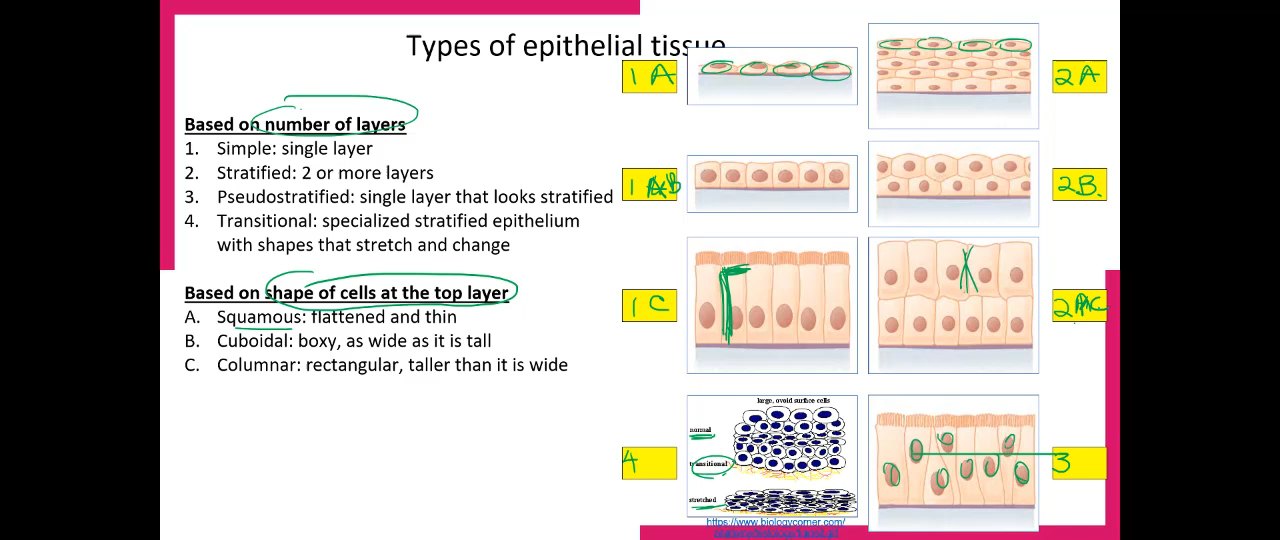 Types of epithelial tissue
Based on number of layers
1. Simple: single layer
2. Stratified: 2 or more layers
3. Pseudostratified: single layer that looks stratified
4. Transitional: specialized stratified epithelium
with shapes that stretch and change
Based on shape of cells at the top layer
A. Squamous: flattened and thin
B. Cuboidal: boxy, as wide as it is tall
C. Columnar: rectangular, taller than it is wide
1 A
2A
1 B
2B.
1 C
2 C
4
large, ovoid surface cells
normal
transitional
stretched
3
https://www.biologycorner.com/